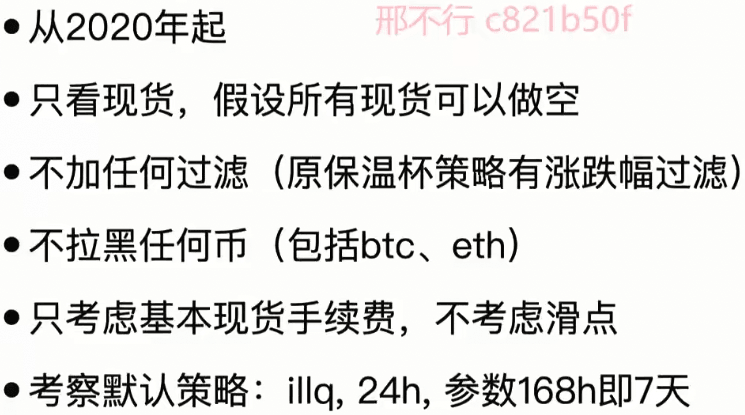 • 从2020年起
邢不行 c821b50f
• 只看现货，假设所有现货可以做空
• 不加任何过滤（原保温杯策略有涨跌幅过滤）
• 不拉黑任何币（包括btc、eth）
• 只考虑基本现货手续费，不考虑滑点
• 考察默认策略：illq, 24h, 参数168h即7天